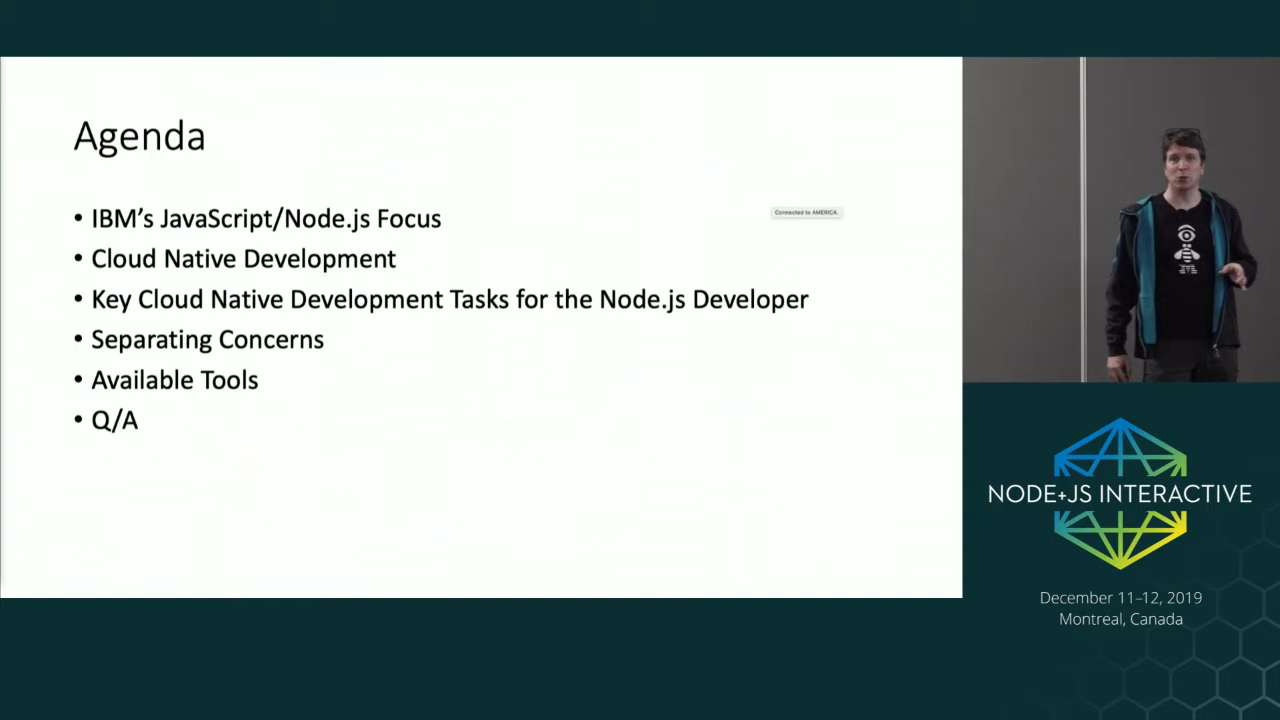 Agenda
• IBM's JavaScript/Node.js Focus
• Cloud Native Development
• Key Cloud Native Development Tasks for the Node.js Developer
• Separating Concerns
• Available Tools
• Q/A
Connected to AMERICA.
NODE+JS INTERACTIVE
December 11–12, 2019
Montreal, Canada